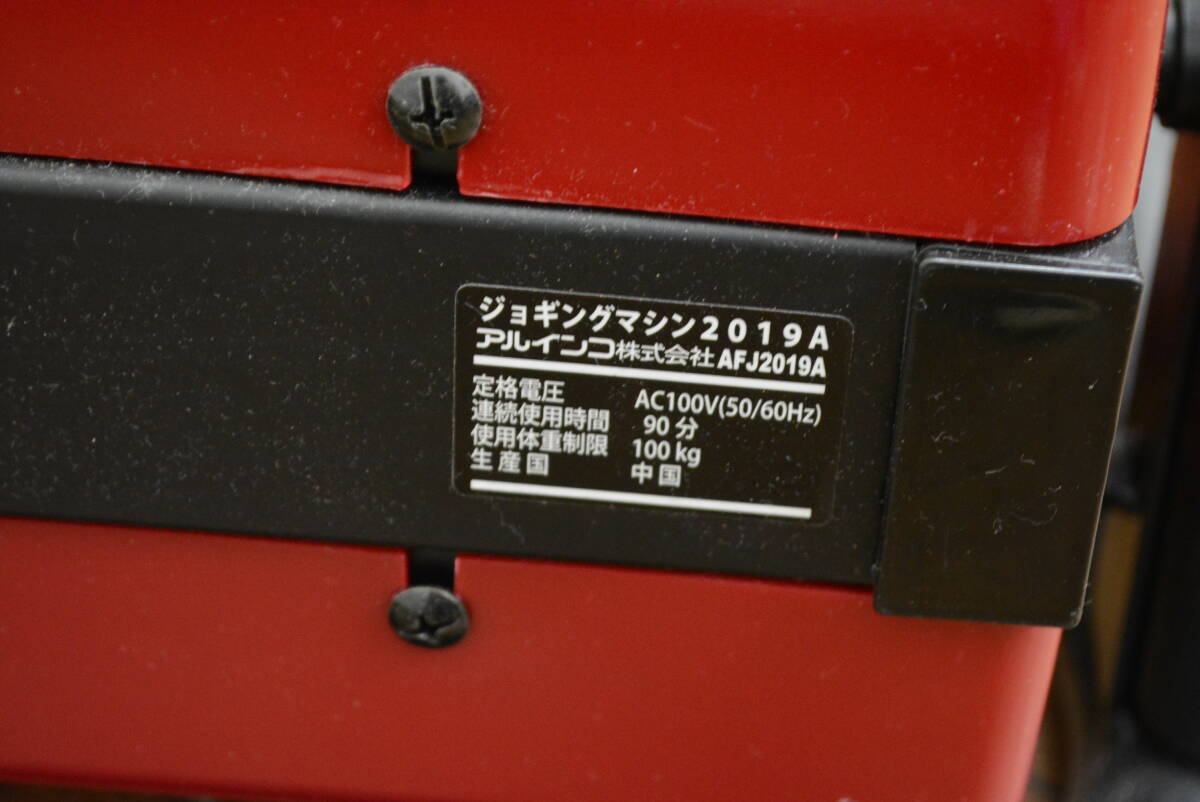 ジョギングマシン2019A
アルインコ株式会社 AFJ2019A
定格電圧 AC100V(50/60Hz)
連続使用時間 90分
使用体重制限 100kg
生産国 中国